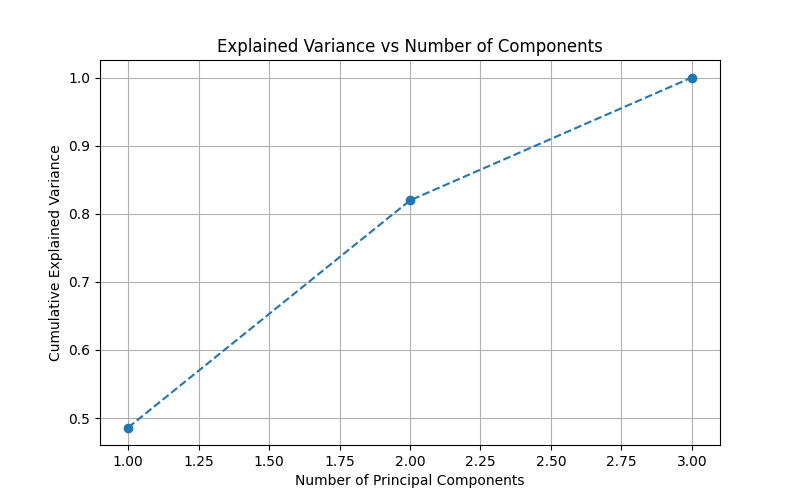 Explained Variance vs Number of Components
Cumulative Explained Variance
1.0
0.9
0.8
0.7
0.6
0.5
1.00 1.25 1.50 1.75 2.00 2.25 2.50 2.75 3.00
Number of Principal Components